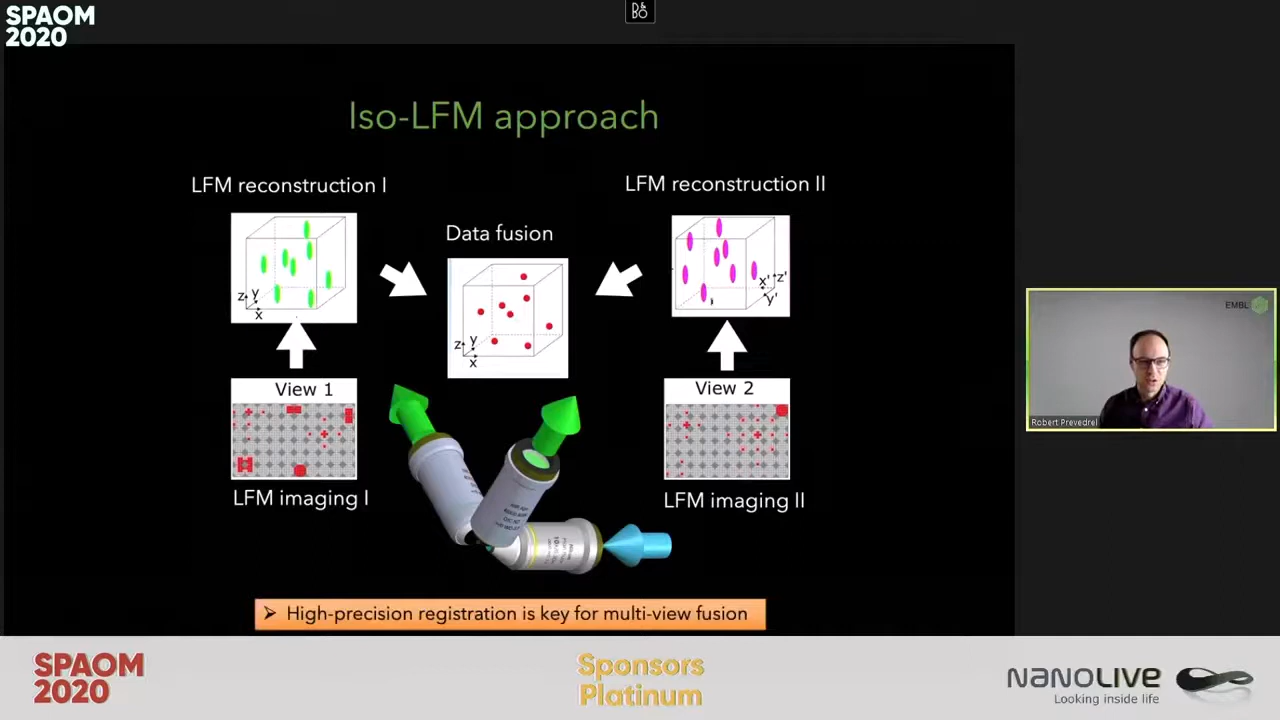 SPAOM
2020
B&O
Iso-LFM approach
LFM reconstruction I
LFM reconstruction II
Data fusion
z y
x
x' z'
y'
z y
x
View 1
View 2
LFM imaging I
LFM imaging II
EMBL
Robert Prevedel
➢ High-precision registration is key for multi-view fusion
SPAOM
2020
Sponsors
Platinum
NANOLIVE
Looking inside life